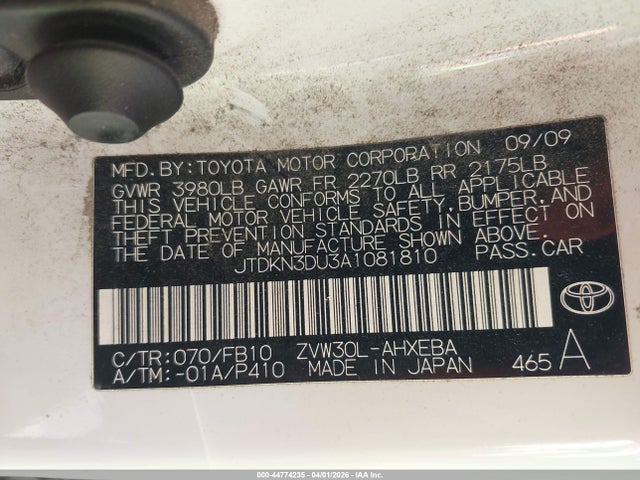 MFD. BY: TOYOTA MOTOR CORPORATION 09/09
GVWR 3980LB GAWR FR 2270LB RR 2175LB
THIS VEHICLE CONFORMS TO ALL APPLICABLE
FEDERAL MOTOR VEHICLE SAFETY, BUMPER, AND
THEFT PREVENTION STANDARDS IN EFFECT ON
THE DATE OF MANUFACTURE SHOWN ABOVE.
JTDKN3DU3A1081810 PASS. CAR
C/TR: 070/FB10 ZVW30L-AHXEBA
A/TM: -01A/P410 MADE IN JAPAN 465 A
000-44774235 - 04/01/2026 - COPYRIGHT © IAA